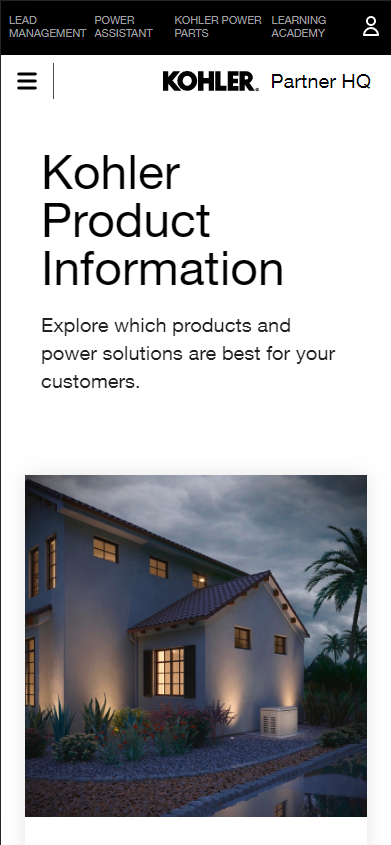 LEAD MANAGEMENT
POWER ASSISTANT
KOHLER POWER PARTS
LEARNING ACADEMY
KOHLER. Partner HQ
Kohler
Product
Information
Explore which products and
power solutions are best for your
customers.